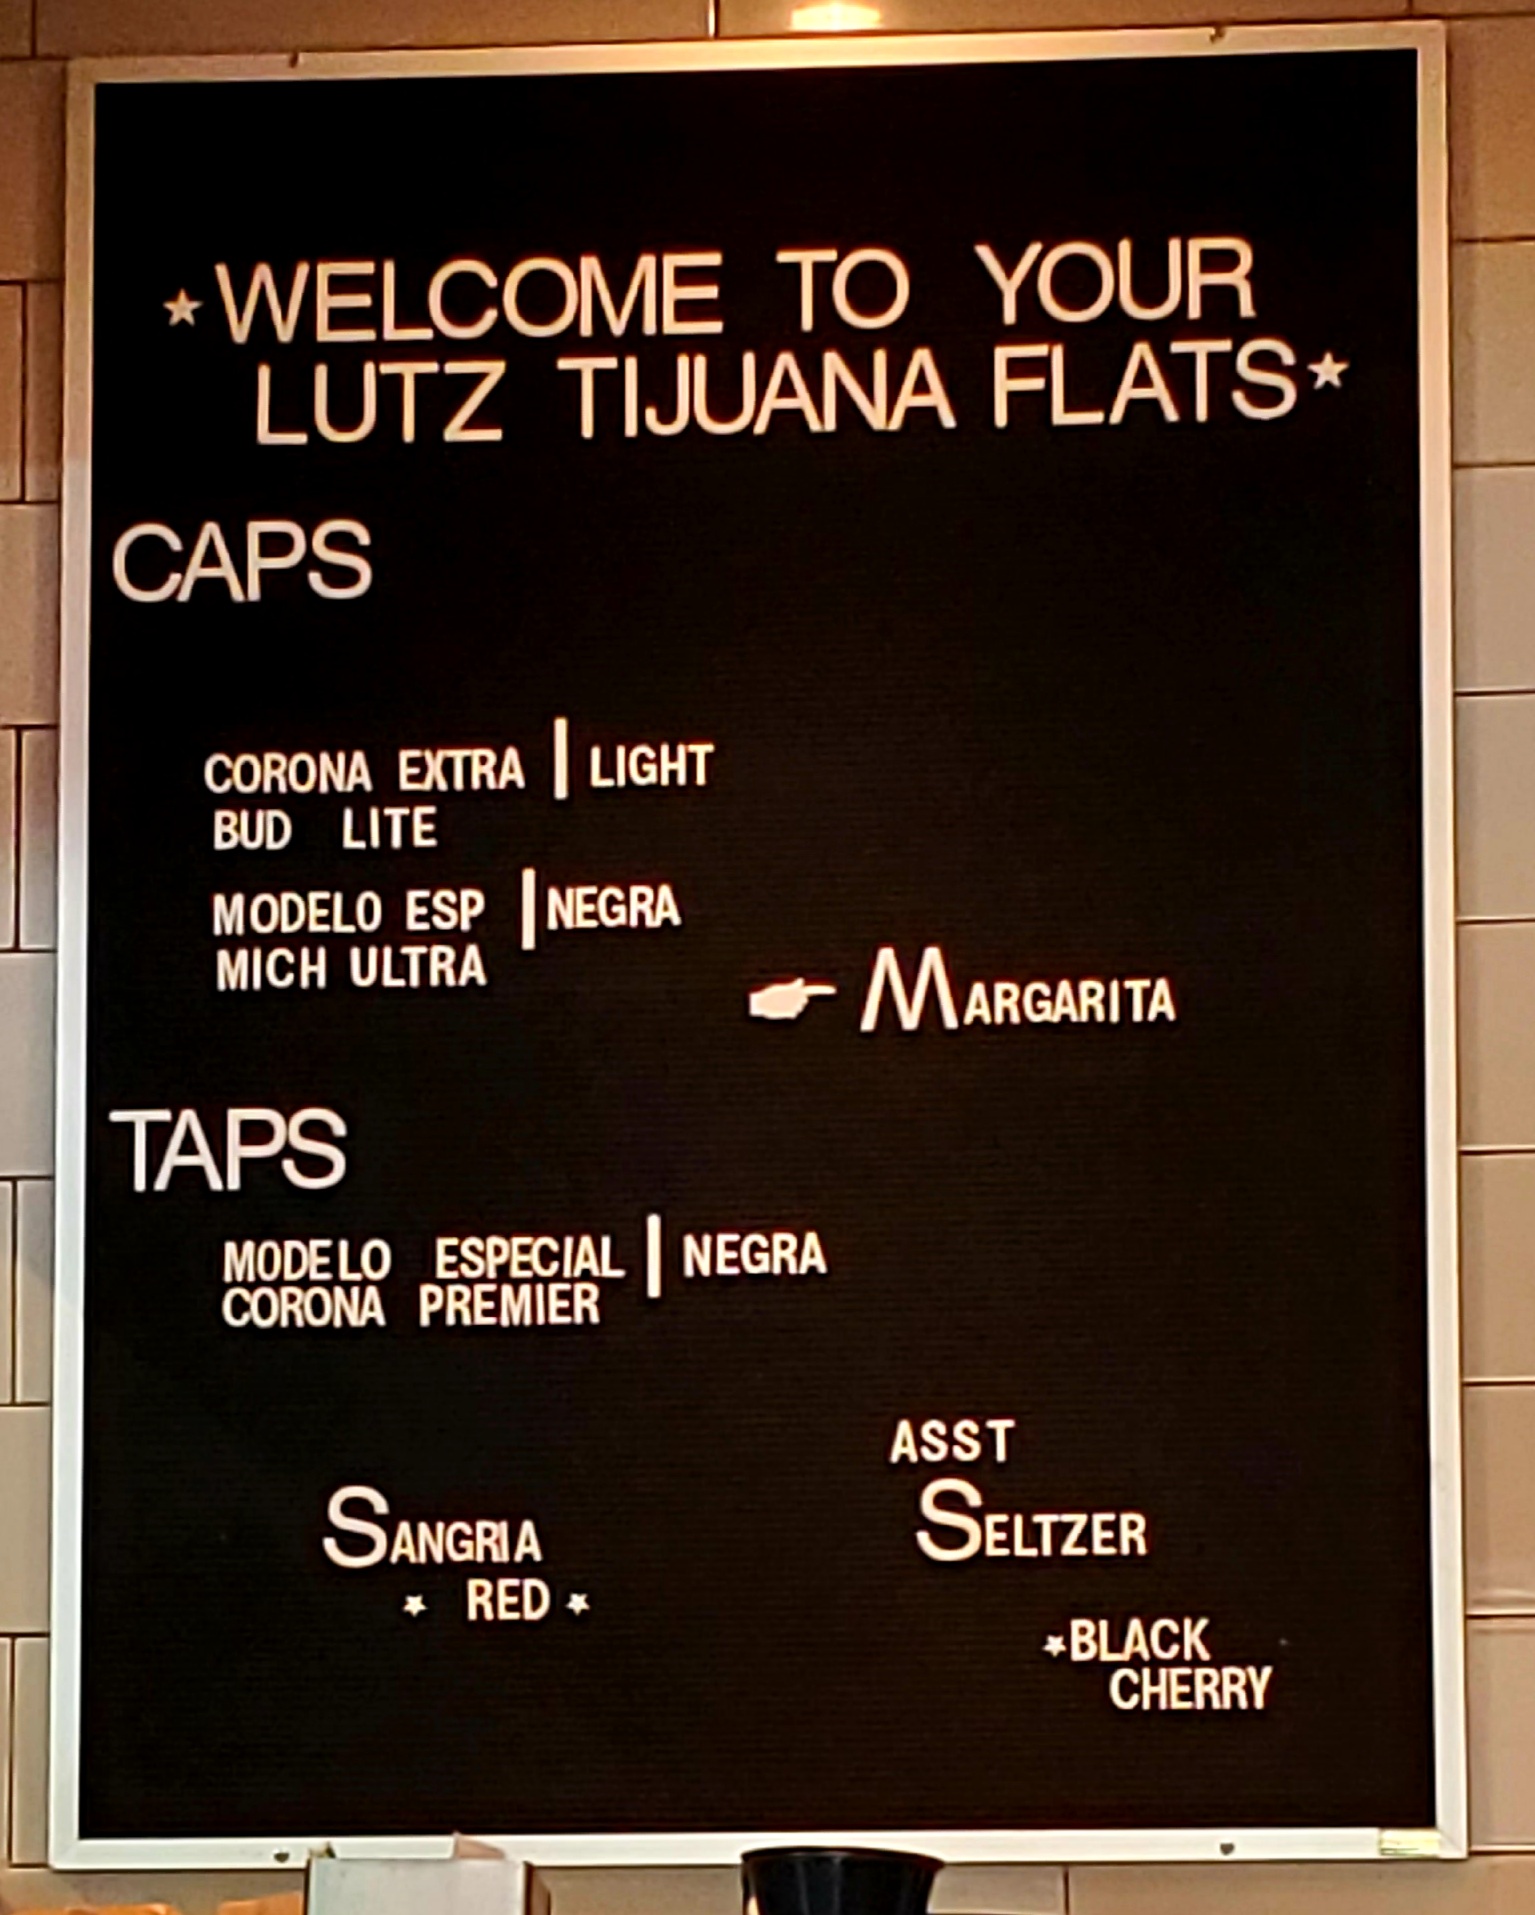 ★WELCOME TO YOUR
LUTZ TIJUANA FLATS★
CAPS
CORONA EXTRA | LIGHT
BUD LITE
MODELO ESP | NEGRA
MICH ULTRA
☛ MARGARITA
TAPS
MODELO ESPECIAL | NEGRA
CORONA PREMIER
SANGRIA
★ RED ★
ASST
SELTZER
★BLACK
CHERRY